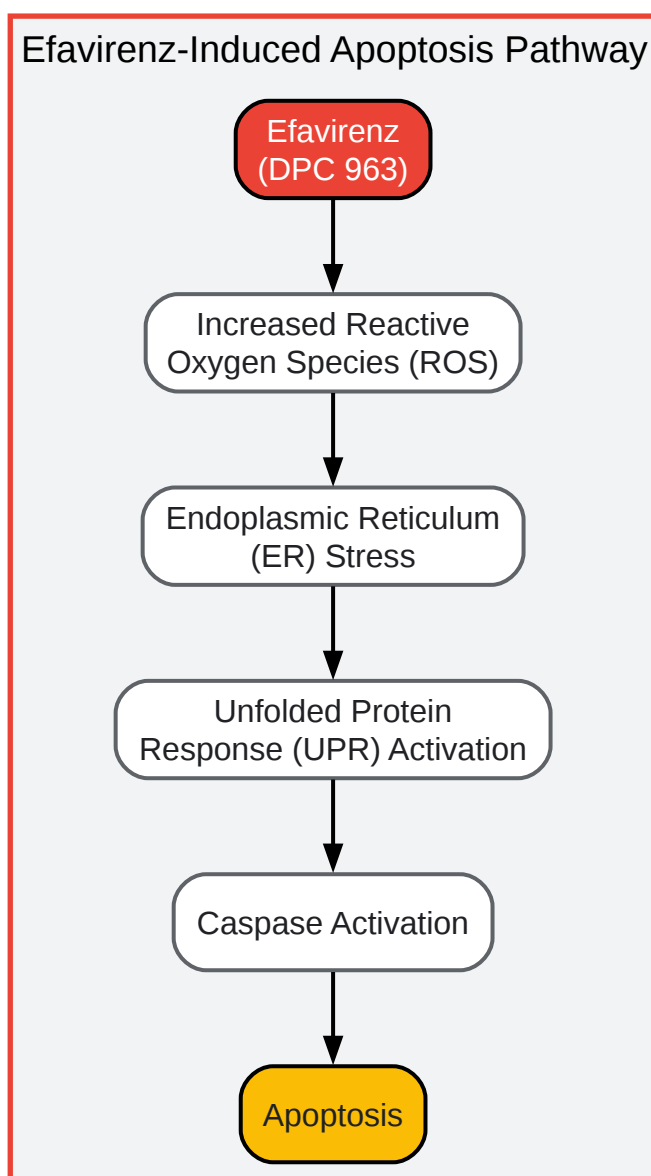 Efavirenz-Induced Apoptosis Pathway
Efavirenz
(DPC 963)
Increased Reactive
Oxygen Species (ROS)
Endoplasmic Reticulum
(ER) Stress
Unfolded Protein
Response (UPR) Activation
Caspase Activation
Apoptosis